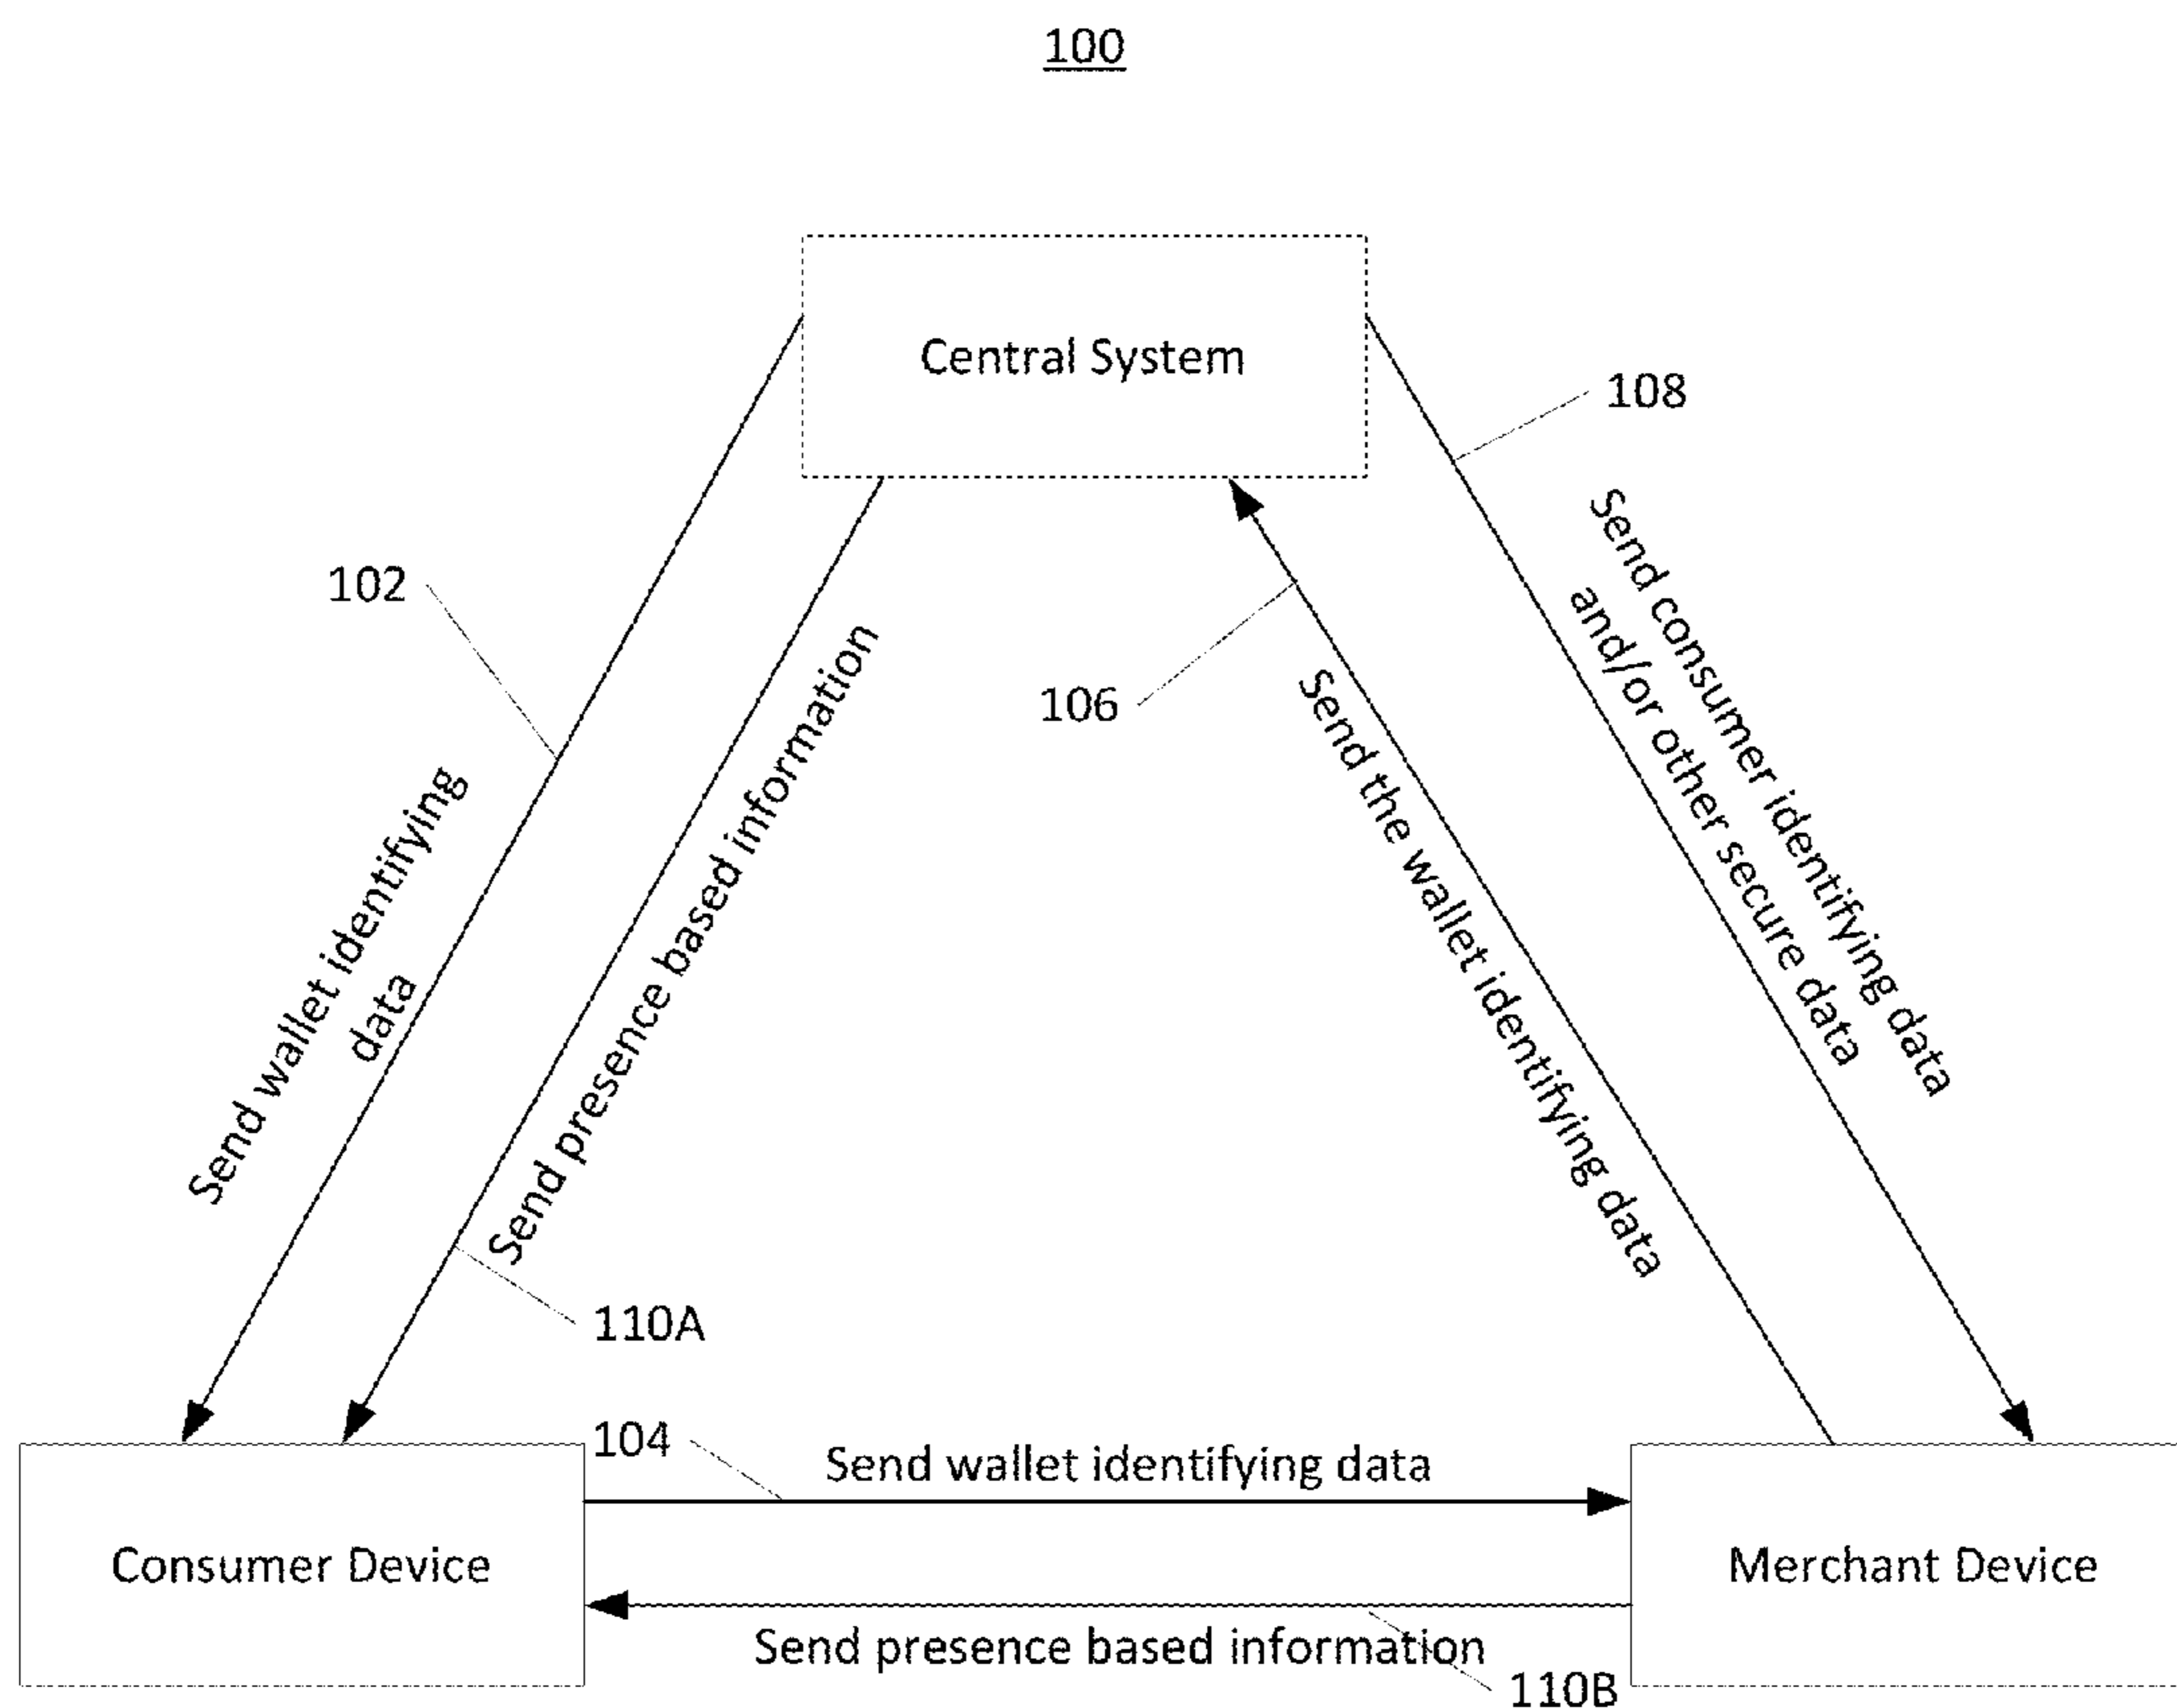 100
Central System
108
Send consumer identifying data
and/or other secure data
102
106
Send wallet identifying
data
Send presence based information
Send the wallet identifying data
110A
104
Send wallet identifying data
Consumer Device
Merchant Device
Send presence based information
110B